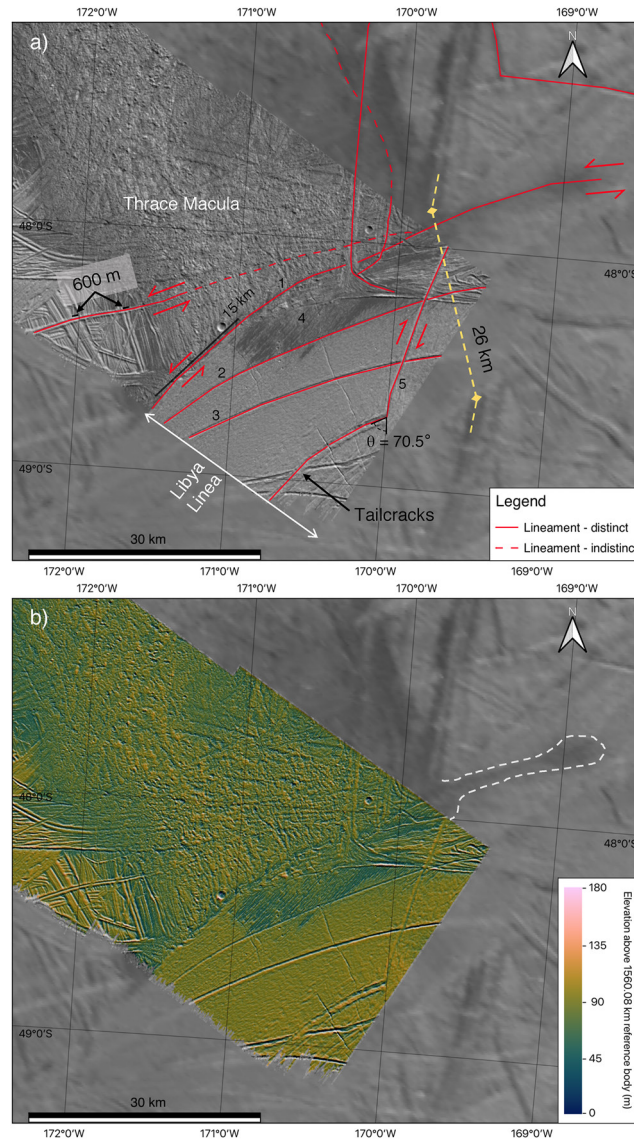 172°0'W 171°0'W 170°0'W 169°0'W
a)
N
Thrace Macula
48°0'S
48°0'S
600 m
1
15 km
4
26 km
2
3
5
θ = 70.5°
49°0'S
Libya
Linea
Tailcracks
Legend
Lineament - distinct
Lineament - indistinct
30 km
172°0'W 171°0'W 170°0'W 169°0'W
172°0'W 171°0'W 170°0'W 169°0'W
b)
N
48°0'S
48°0'S
180
135
90
45
0
Elevation above 1560.08 km reference body (m)
49°0'S
30 km
172°0'W 171°0'W 170°0'W 169°0'W